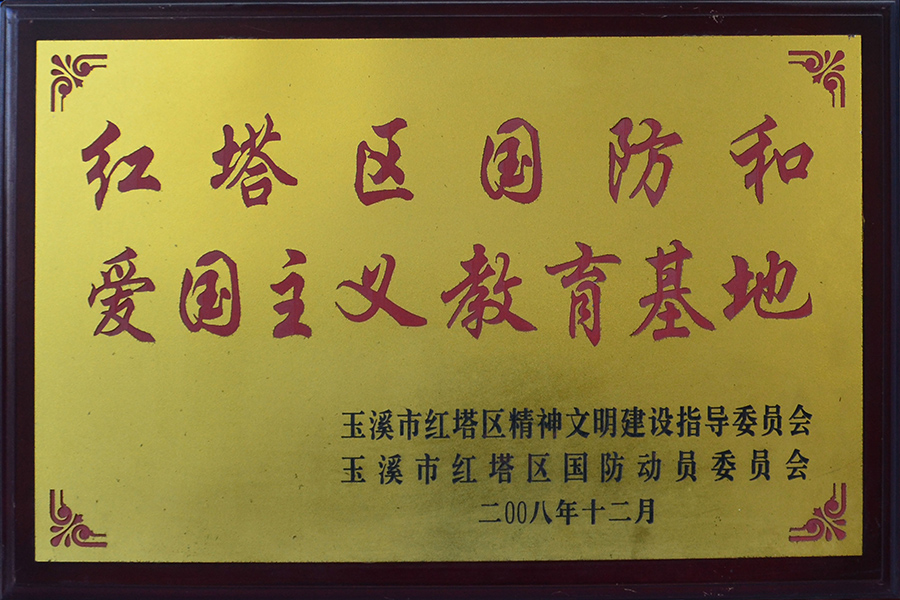 红塔区国防和
爱国主义教育基地
玉溪市红塔区精神文明建设指导委员会
玉溪市红塔区国防动员委员会
二00八年十二月